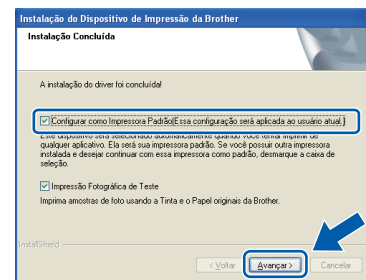 Instalação do Dispositivo de Impressão da Brother
Instalação Concluída
A instalação do driver foi concluída!
Configurar como Impressora Padrão(Essa configuração será aplicada ao usuário atual.)
Este dispositivo será selecionado automaticamente quando você tentar imprimir de
qualquer aplicativo. Ela será sua impressora padrão. Se você possuir outra impressora
instalada e desejar continuar com essa impressora como padrão, desmarque a caixa de
seleção.
Impressão Fotográfica de Teste
Imprima amostras de foto usando a Tinta e o Papel originais da Brother.
InstallShield
< Voltar
Avançar >
Cancelar